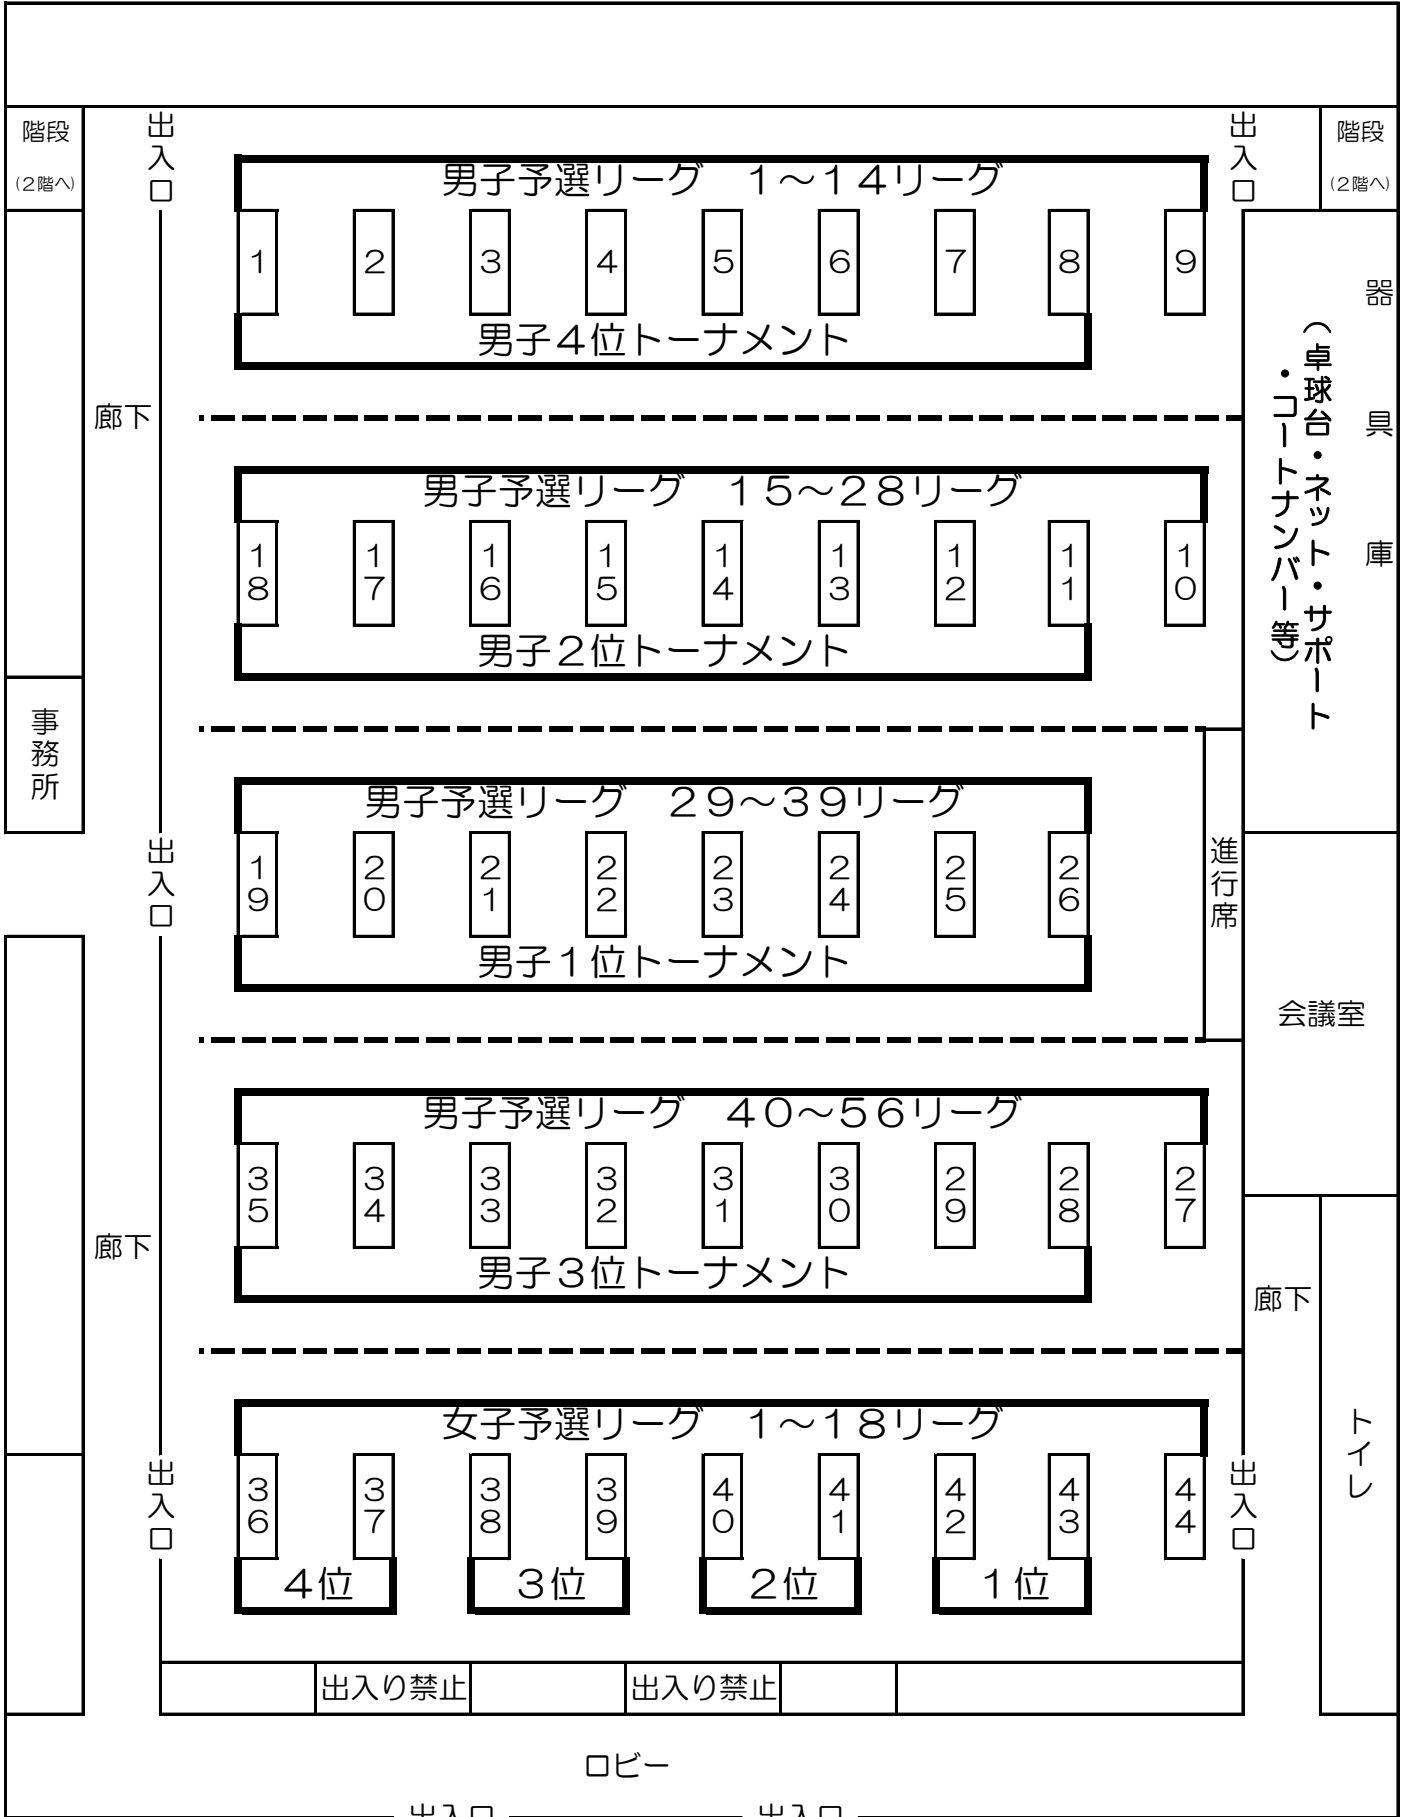 階段
(2階へ)
出入口
出入口
階段
(2階へ)
男子予選リーグ　1～14リーグ
1 2 3 4 5 6 7 8 9
男子4位トーナメント
器具庫
(卓球台・ネット・サポート
・コートナンバー等)
廊下
男子予選リーグ　15～28リーグ
18 17 16 15 14 13 12 11 10
男子2位トーナメント
事務所
男子予選リーグ　29～39リーグ
出入口
19 20 21 22 23 24 25 26
進行席
男子1位トーナメント
会議室
男子予選リーグ　40～56リーグ
35 34 33 32 31 30 29 28 27
廊下
男子3位トーナメント
廊下
女子予選リーグ　1～18リーグ
出入口
36 37 38 39 40 41 42 43 44
出入口
トイレ
4位 3位 2位 1位
出入り禁止 出入り禁止
ロビー
出入口 出入口